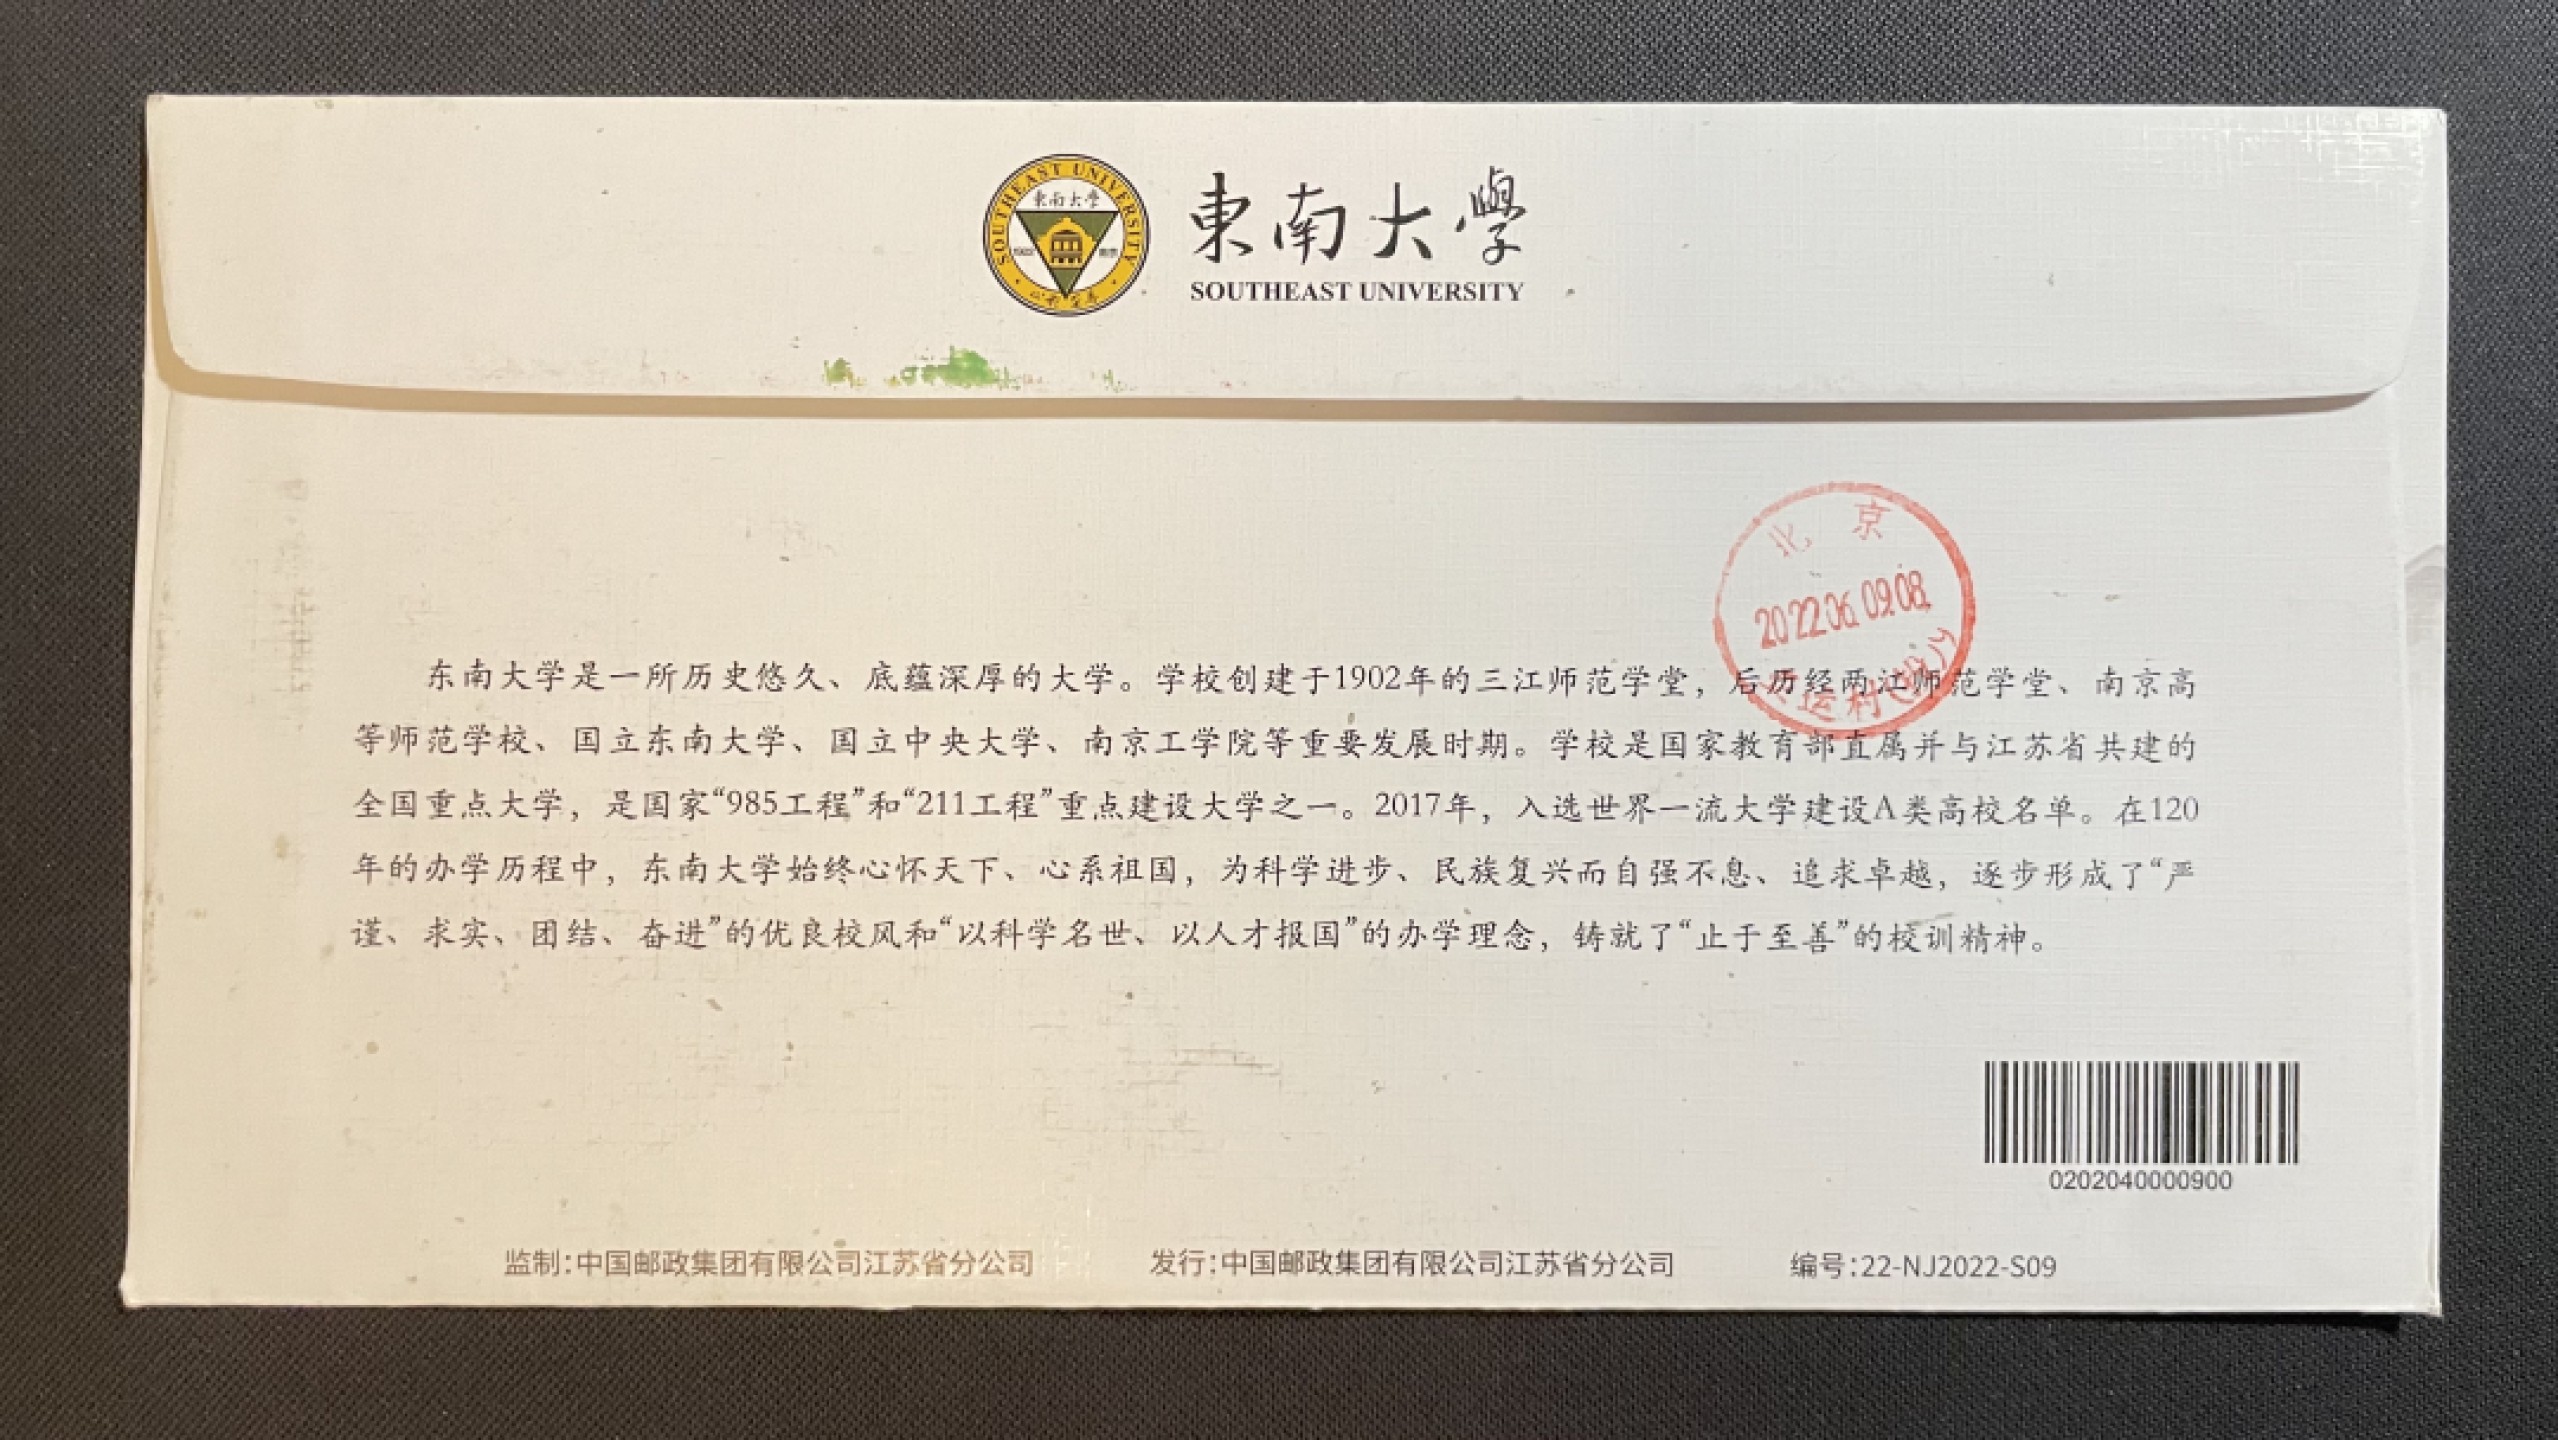 SOUTHEAST UNIVERSITY
東南大學
東南大學
SOUTHEAST UNIVERSITY
北京
2022.06.09.08
运村
东南大学是一所历史悠久、底蕴深厚的大学。学校创建于1902年的三江师范学堂，后历经两江师范学堂、南京高
等师范学校、国立东南大学、国立中央大学、南京工学院等重要发展时期。学校是国家教育部直属并与江苏省共建的
全国重点大学，是国家“985工程”和“211工程”重点建设大学之一。2017年，入选世界一流大学建设A类高校名单。在120
年的办学历程中，东南大学始终心怀天下、心系祖国，为科学进步、民族复兴而自强不息、追求卓越，逐步形成了“严
谨、求实、团结、奋进”的优良校风和“以科学名世、以人才报国”的办学理念，铸就了“止于至善”的校训精神。
0202040000900
监制：中国邮政集团有限公司江苏省分公司 发行：中国邮政集团有限公司江苏省分公司 编号：22-NJ2022-S09